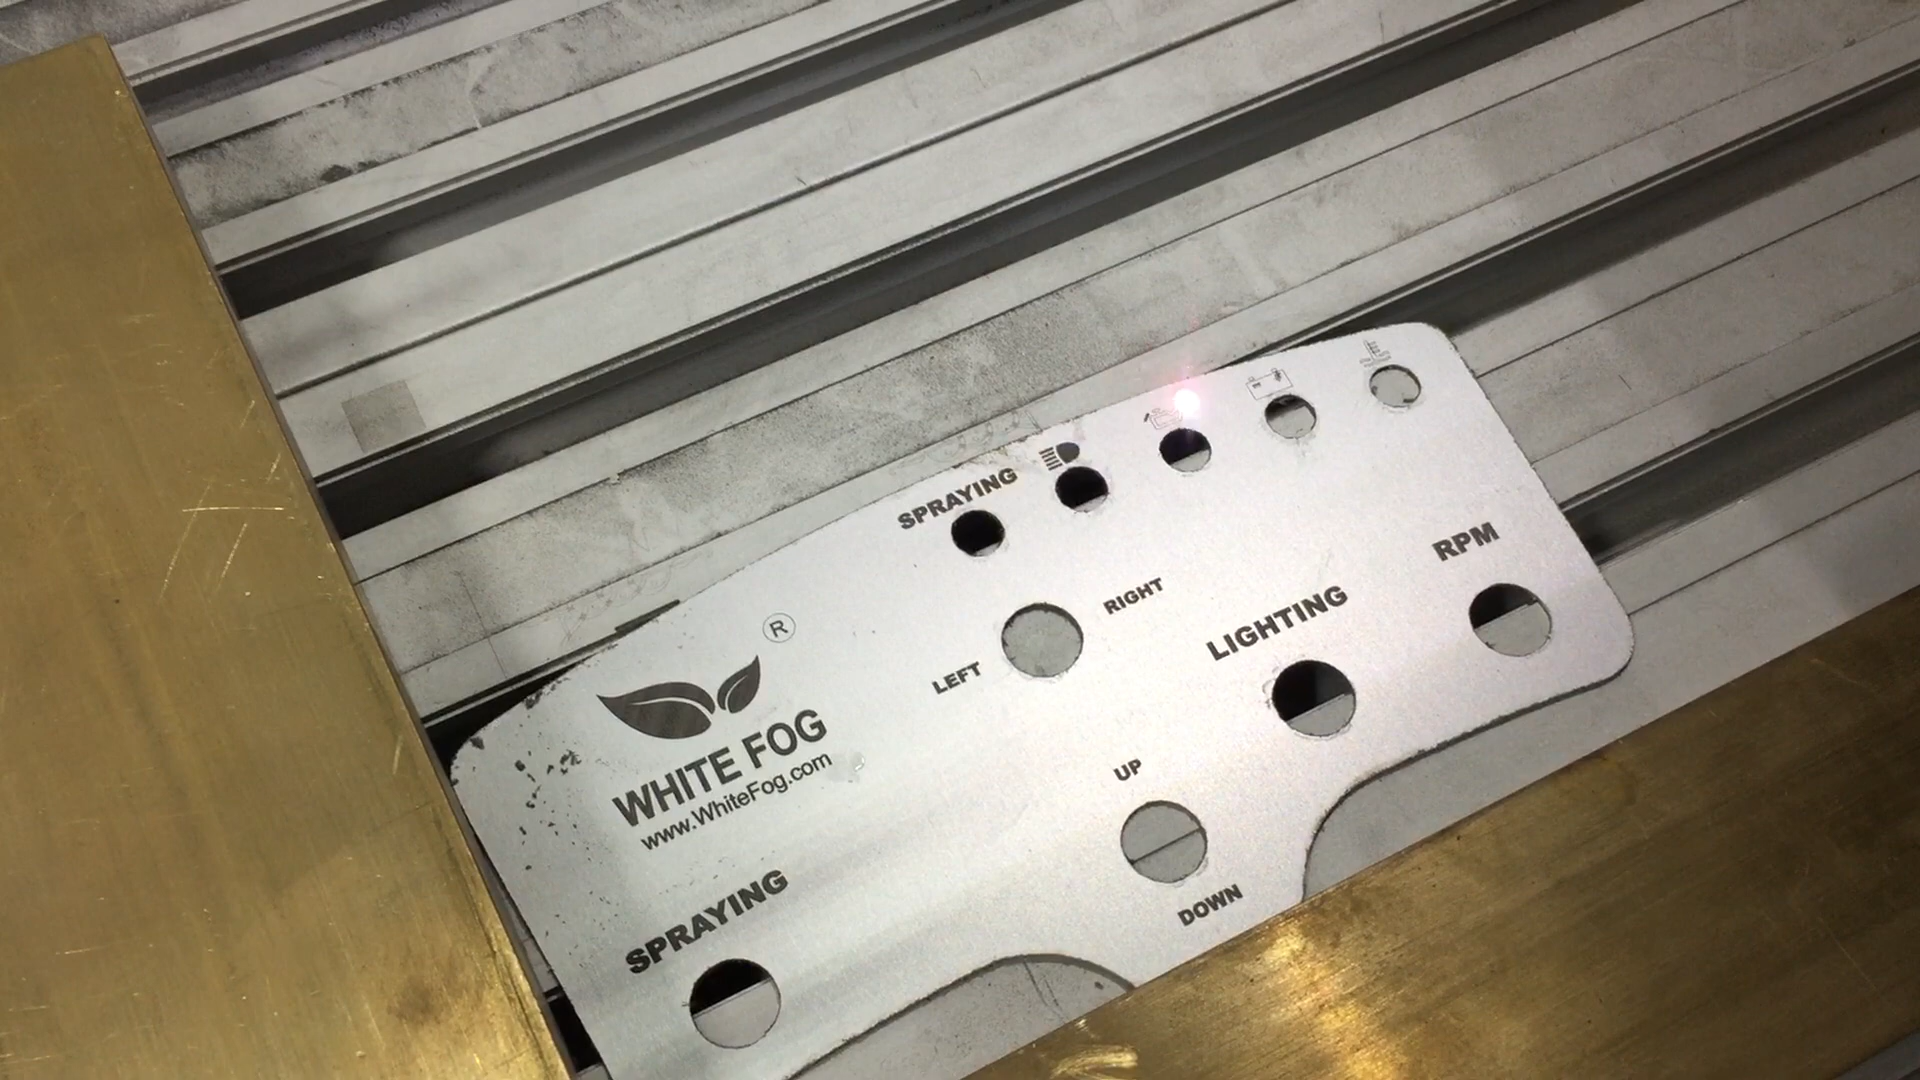 SPRAYING
RPM
RIGHT
LIGHTING
LEFT
®
WHITE FOG
www.WhiteFog.com
UP
SPRAYING
DOWN